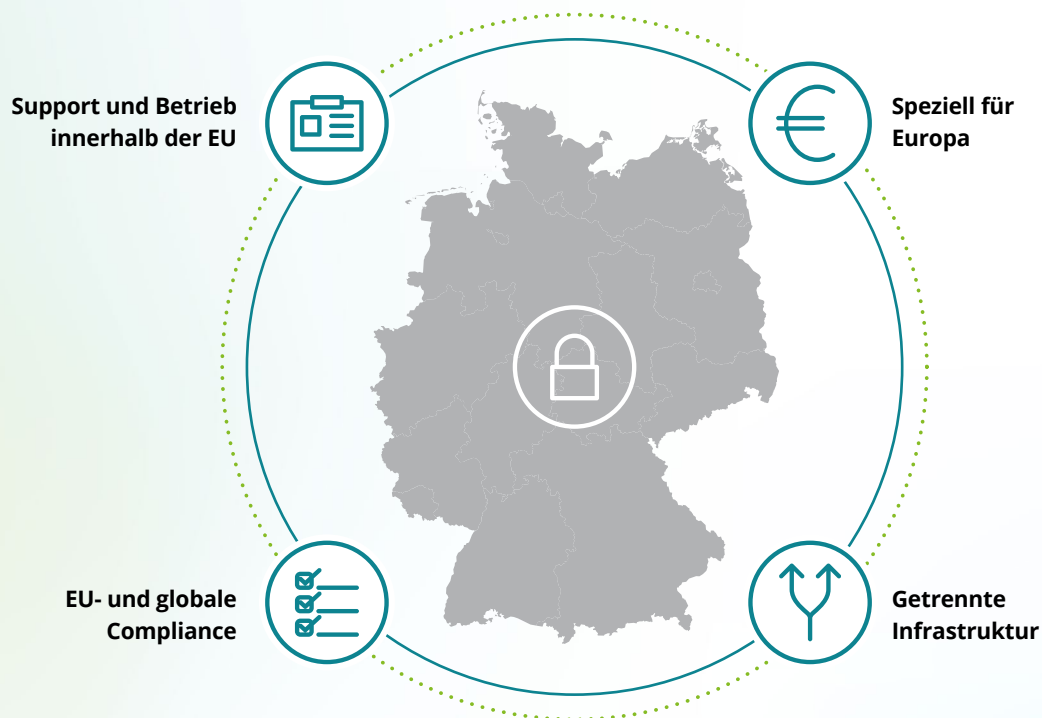 Support und Betrieb
innerhalb der EU
Speziell für
Europa
EU- und globale
Compliance
Getrennte
Infrastruktur